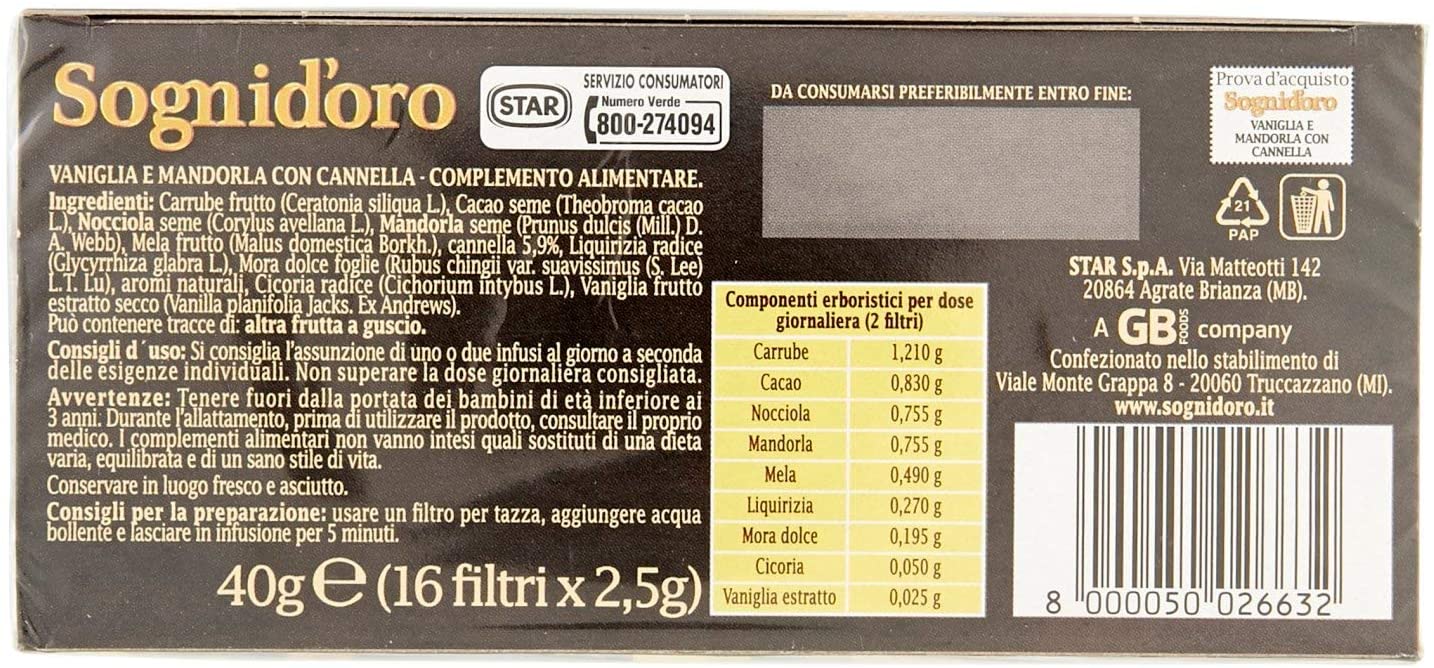 Sognid'oro
STAR
SERVIZIO CONSUMATORI
Numero Verde
800-274094
VANIGLIA E MANDORLA CON CANNELLA - COMPLEMENTO ALIMENTARE.
Ingredienti: Carrube frutto (Ceratonia siliqua L.), Cacao seme (Theobroma cacao
L.), Nocciola seme (Corylus avellana L.), Mandorla seme (Prunus dulcis (Mill.) D.
A. Webb), Mela frutto (Malus domestica Borkh.), cannella 5,9%, Liquirizia radice
(Glycyrrhiza glabra L.), Mora dolce foglie (Rubus chingii var. suavissimus (S. Lee)
L.T. Lu), aromi naturali, Cicoria radice (Cichorium intybus L.), Vaniglia frutto
estratto secco (Vanilla planifolia Jacks. Ex Andrews).
Può contenere tracce di: altra frutta a guscio.
Consigli d´uso: Si consiglia l'assunzione di uno o due infusi al giorno a seconda
delle esigenze individuali. Non superare la dose giornaliera consigliata.
Avvertenze: Tenere fuori dalla portata dei bambini di età inferiore ai
3 anni. Durante l'allattamento, prima di utilizzare il prodotto, consultare il proprio
medico. I complementi alimentari non vanno intesi quali sostituti di una dieta
varia, equilibrata e di un sano stile di vita.
Conservare in luogo fresco e asciutto.
Consigli per la preparazione: usare un filtro per tazza, aggiungere acqua
bollente e lasciare in infusione per 5 minuti.
40g ℮ (16 filtri x 2,5g)
DA CONSUMARSI PREFERIBILMENTE ENTRO FINE:
Componenti erboristici per dose
giornaliera (2 filtri)
Carrube 1,210 g
Cacao 0,830 g
Nocciola 0,755 g
Mandorla 0,755 g
Mela 0,490 g
Liquirizia 0,270 g
Mora dolce 0,195 g
Cicoria 0,050 g
Vaniglia estratto 0,025 g
Prova d'acquisto
Sognid'oro
VANIGLIA E
MANDORLA CON
CANNELLA
21
PAP
STAR S.p.A. Via Matteotti 142
20864 Agrate Brianza (MB).
A GB FOODS company
Confezionato nello stabilimento di
Viale Monte Grappa 8 - 20060 Truccazzano (MI).
www.sognidoro.it
8 000050 026632